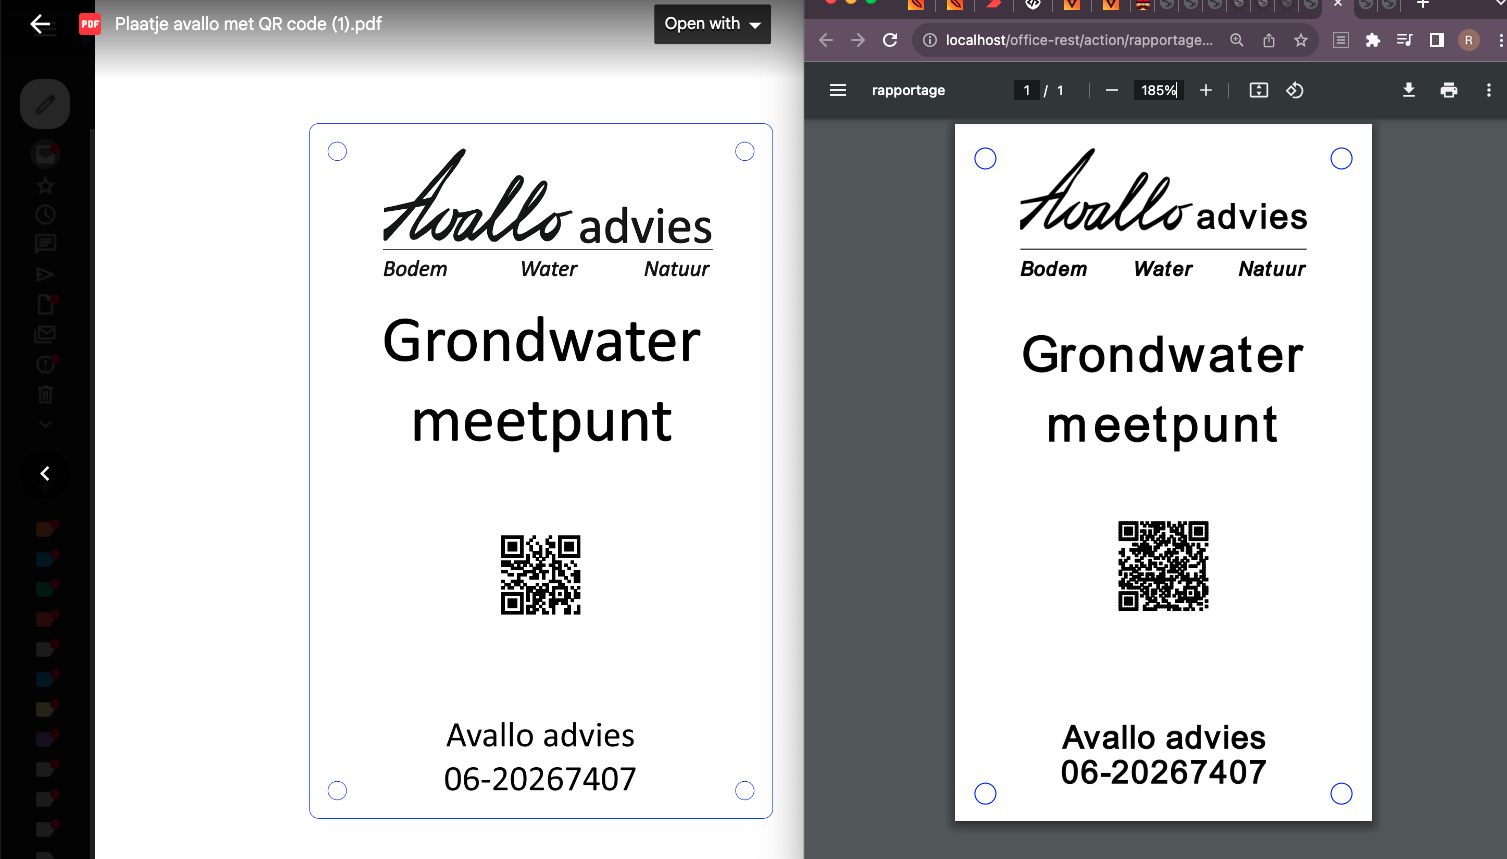 Plaatje avallo met QR code (1).pdf
PDF
Open with
Avallo advies
Bodem Water Natuur
Grondwater
meetpunt
Avallo advies
06-20267407
localhost/office-rest/action/rapportage...
R
rapportage
1 / 1
185%
Avallo advies
Bodem Water Natuur
Grondwater
meetpunt
Avallo advies
06-20267407